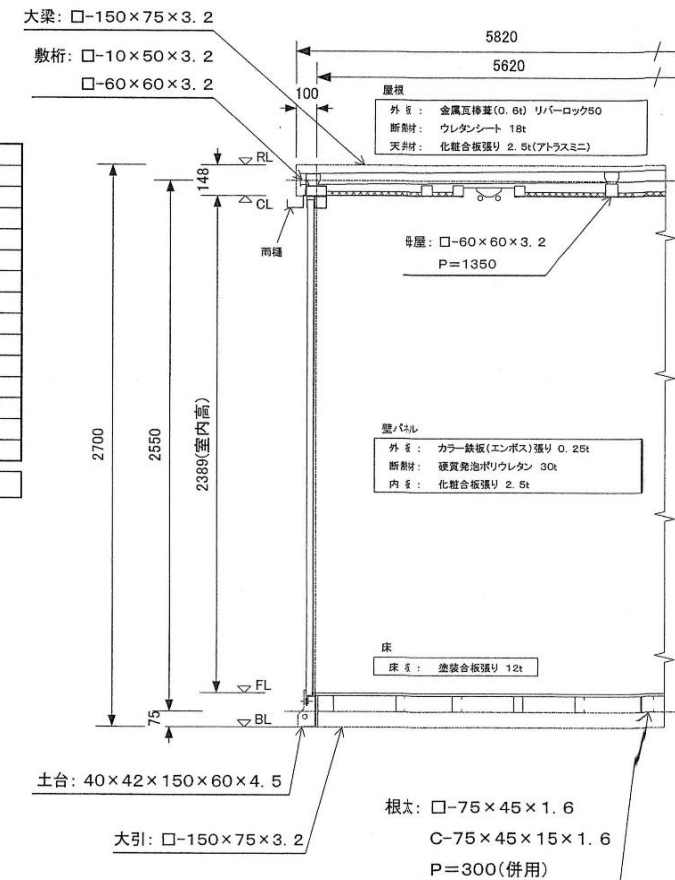 大梁: □-150×75×3.2
敷桁: □-10×50×3.2
□-60×60×3.2
5820
5620
100
屋根
外板: 金属瓦棒葺(0.6t) リバーロック50
断熱材: ウレタンシート 18t
天井材: 化粧合板張り 2.5t(アトラスミニ)
RL
148
CL
雨樋
母屋: □-60×60×3.2
P=1350
2700
2550
2389(室内高)
壁パネル
外板: カラー鉄板(エンボス)張り 0.25t
断熱材: 硬質発泡ポリウレタン 30t
内板: 化粧合板張り 2.5t
床
床板: 塗装合板張り 12t
FL
75
BL
土台: 40×42×150×60×4.5
大引: □-150×75×3.2
根太: □-75×45×1.6
C-75×45×15×1.6
P=300(併用)